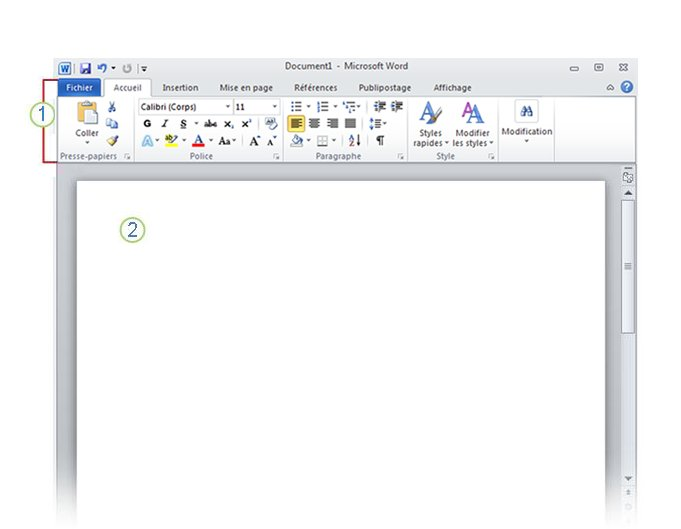 Document1 - Microsoft Word
Fichier Accueil Insertion Mise en page Références Publipostage Affichage
1
Calibri (Corps) 11
Coller
G I S abc x₂ x²
ab A Aa A A
Styles rapides
Modifier les styles
Modification
Presse-papiers Police Paragraphe Style
2